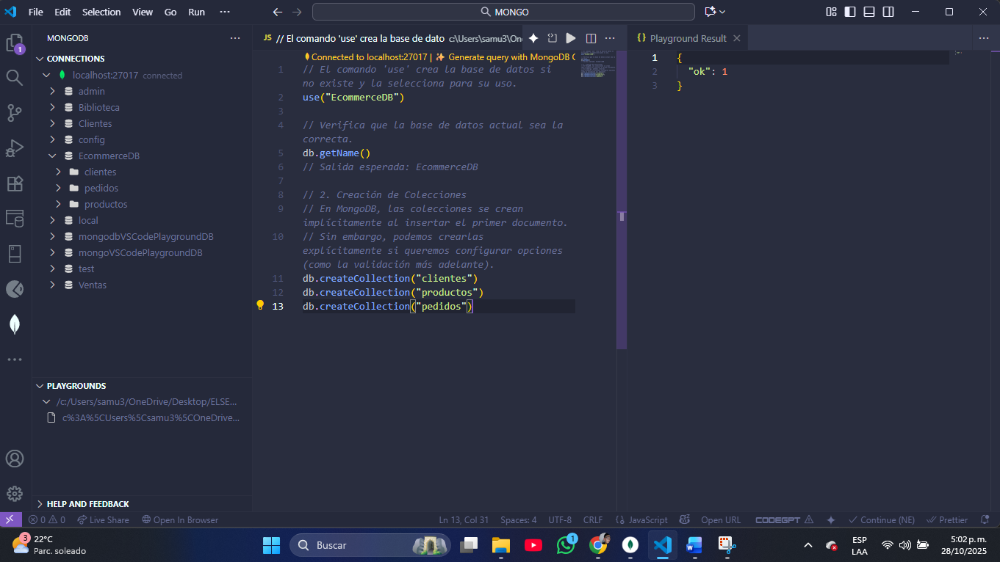 File Edit Selection View Go Run ···
MONGO
MONGODB
CONNECTIONS
localhost:27017 connected
admin
Biblioteca
Clientes
config
EcommerceDB
clientes
pedidos
productos
local
mongodbVSCodePlaygroundDB
mongoVSCodePlaygroundDB
test
Ventas
PLAYGROUNDS
/c:/Users/samu3/OneDrive/Desktop/ELSE...
c%3A%5CUsers%5Csamu3%5COneDrive...
HELP AND FEEDBACK
JS // El comando 'use' crea la base de dato c:\Users\samu3\On
Connected to localhost:27017 | ✨ Generate query with MongoDB C
1 // El comando 'use' crea la base de datos si
no existe y la selecciona para su uso.
2 use("EcommerceDB")
3
4 // Verifica que la base de datos actual sea la
correcta.
5 db.getName()
6 // Salida esperada: EcommerceDB
7
8 // 2. Creación de Colecciones
9 // En MongoDB, las colecciones se crean
implícitamente al insertar el primer documento.
10 // Sin embargo, podemos crearlas
explícitamente si queremos configurar opciones
(como la validación más adelante).
11 db.createCollection("clientes")
12 db.createCollection("productos")
13 db.createCollection("pedidos")
{} Playground Result
1 {
2 "ok": 1
3 }
1
0 0 Live Share Open In Browser
Ln 13, Col 31 Spaces: 4 UTF-8 CRLF {} JavaScript Open URL CODEGPT Continue (NE) Prettier
3
22°C
Parc. soleado
Buscar
1
ESP
LAA
5:02 p. m.
28/10/2025